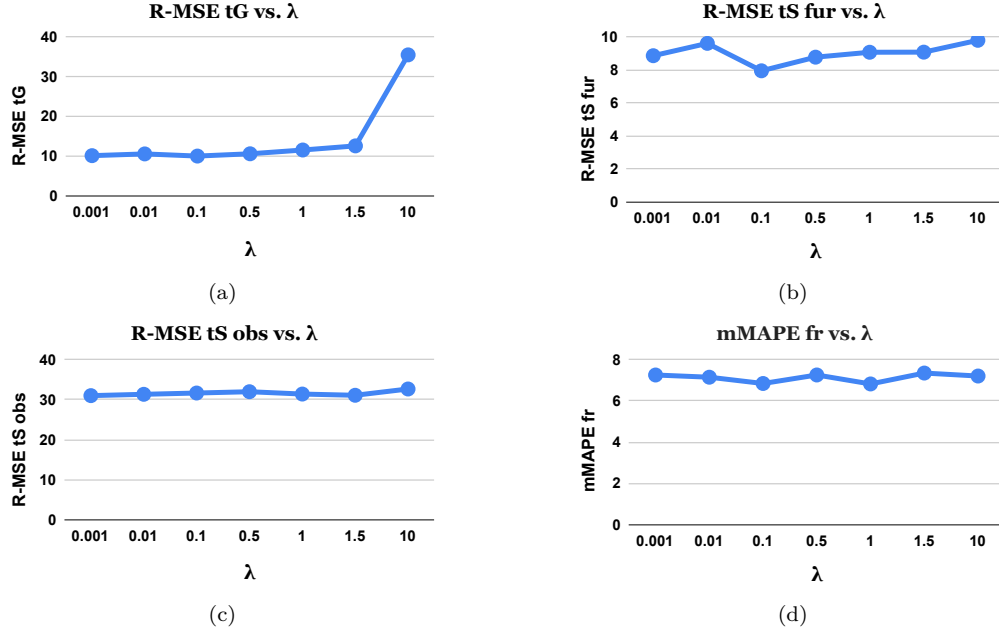 R-MSE tG vs. λ
40
30
20
10
0
R-MSE tG
0.001 0.01 0.1 0.5 1 1.5 10
λ
(a)
R-MSE tS fur vs. λ
10
8
6
4
2
0
R-MSE tS fur
0.001 0.01 0.1 0.5 1 1.5 10
λ
(b)
R-MSE tS obs vs. λ
40
30
20
10
0
R-MSE tS obs
0.001 0.01 0.1 0.5 1 1.5 10
λ
(c)
mMAPE fr vs. λ
8
6
4
2
0
mMAPE fr
0.001 0.01 0.1 0.5 1 1.5 10
λ
(d)